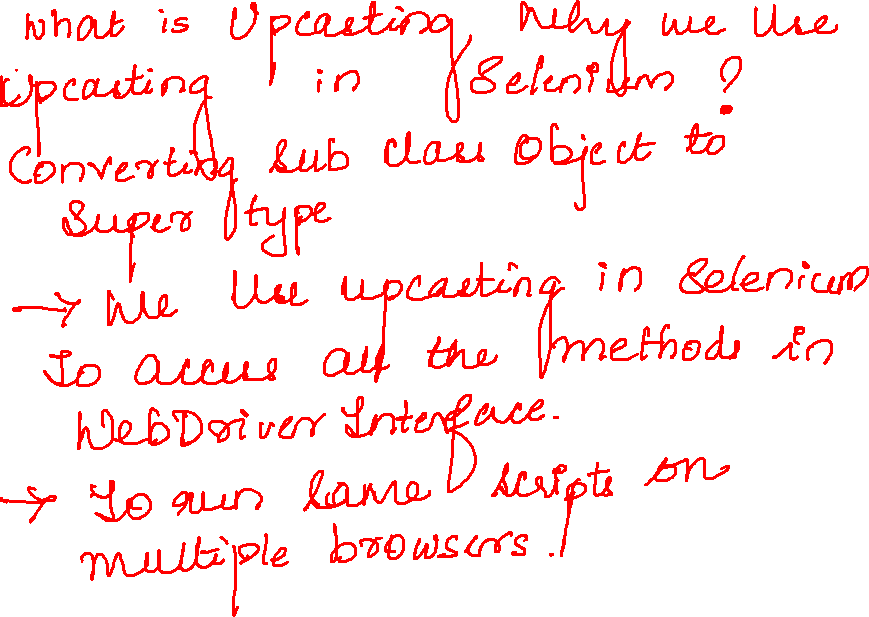 What is Upcasting, Why we Use
Upcasting in Selenium ?
Converting Sub class Object to
Super type
→ We Use upcasting in Selenium
To access all the methods in
WebDriver Interface.
→ To run same scripts on
multiple browsers.